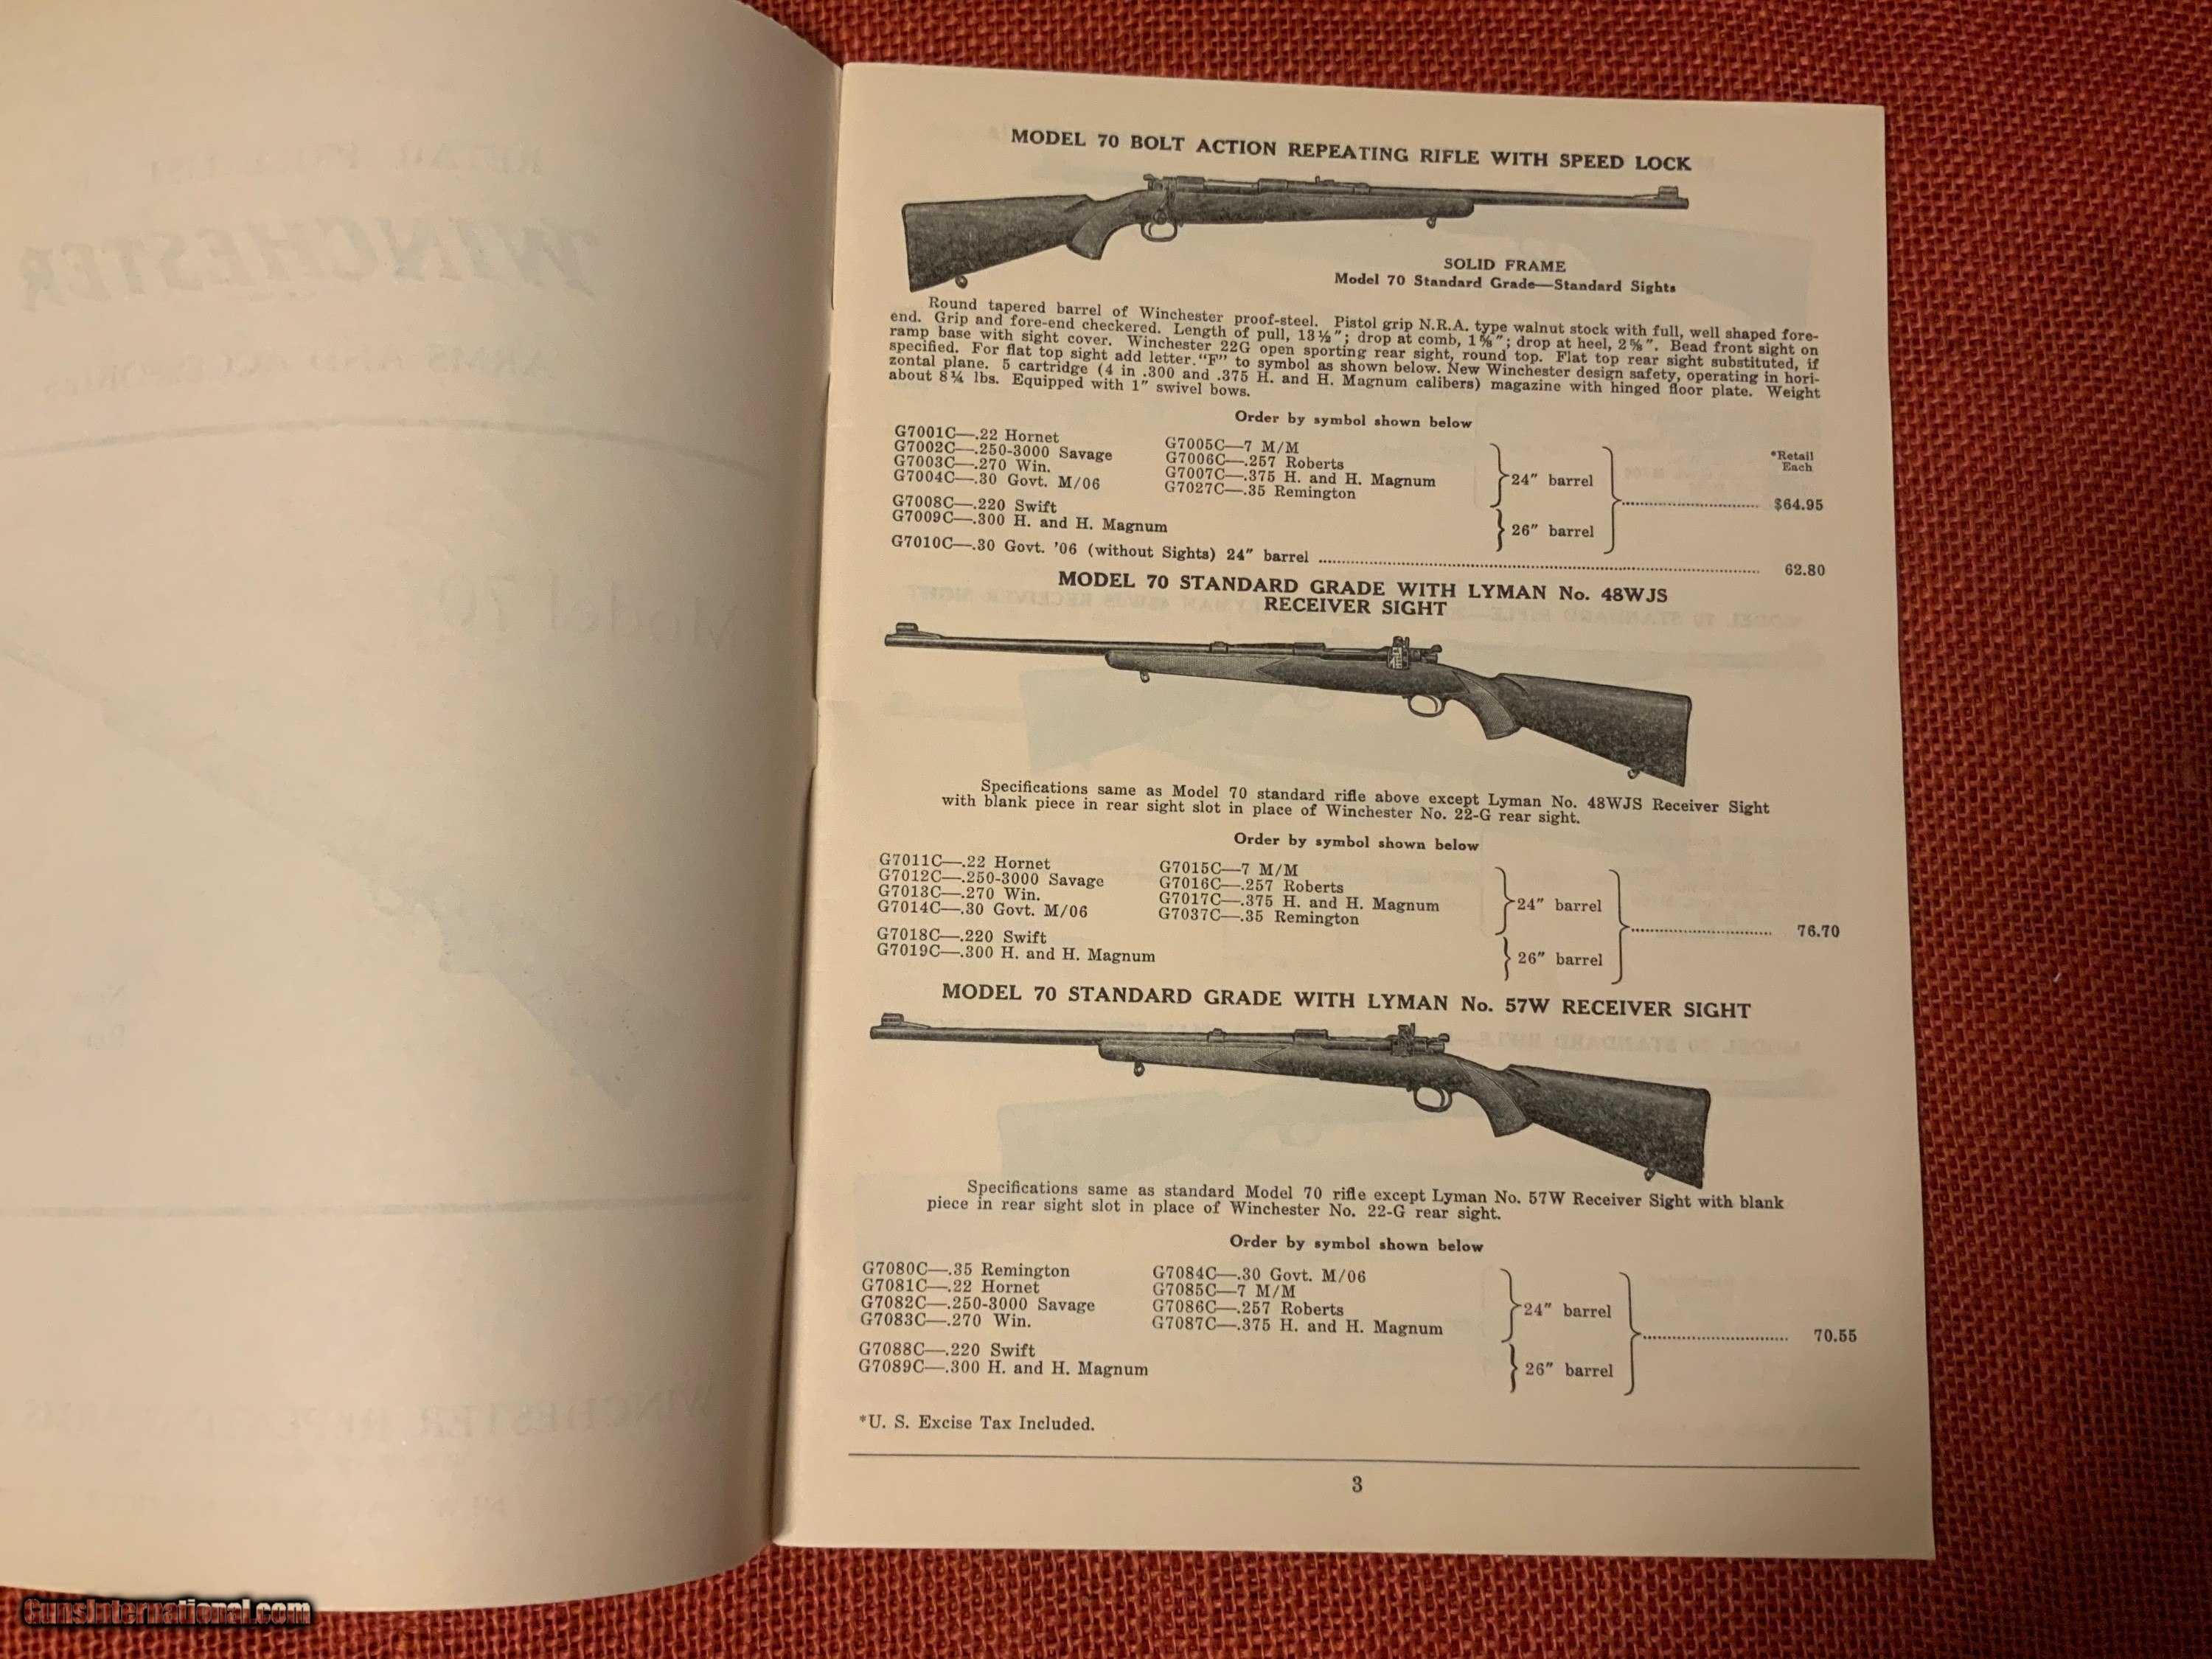 MODEL 70 BOLT ACTION REPEATING RIFLE WITH SPEED LOCK
SOLID FRAME
Model 70 Standard Grade—Standard Sights
Round tapered barrel of Winchester proof-steel. Pistol grip N.R.A. type walnut stock with full, well shaped fore-
end. Grip and fore-end checkered. Length of pull, 13½"; drop at comb, 1⅝"; drop at heel, 2⅝". Bead front sight on
ramp base with sight cover. Winchester 22G open sporting rear sight, round top. Flat top rear sight substituted, if
specified. For flat top sight add letter "F" to symbol as shown below. New Winchester design safety, operating in hori-
zontal plane. 5 cartridge (4 in .300 and .375 H. and H. Magnum calibers) magazine with hinged floor plate. Weight
about 8¼ lbs. Equipped with 1" swivel bows.
Order by symbol shown below
*Retail
Each
G7001C—.22 Hornet
G7002C—.250-3000 Savage
G7003C—.270 Win.
G7004C—.30 Govt. M/06
G7005C—7 M/M
G7006C—.257 Roberts
G7007C—.375 H. and H. Magnum
G7027C—.35 Remington
24" barrel
G7008C—.220 Swift
G7009C—.300 H. and H. Magnum
26" barrel
$64.95
G7010C—.30 Govt. '06 (without Sights) 24" barrel 62.80
MODEL 70 STANDARD GRADE WITH LYMAN No. 48WJS
RECEIVER SIGHT
Specifications same as Model 70 standard rifle above except Lyman No. 48WJS Receiver Sight
with blank piece in rear sight slot in place of Winchester No. 22-G rear sight.
Order by symbol shown below
G7011C—.22 Hornet
G7012C—.250-3000 Savage
G7013C—.270 Win.
G7014C—.30 Govt. M/06
G7015C—7 M/M
G7016C—.257 Roberts
G7017C—.375 H. and H. Magnum
G7037C—.35 Remington
24" barrel
G7018C—.220 Swift
G7019C—.300 H. and H. Magnum
26" barrel
76.70
MODEL 70 STANDARD GRADE WITH LYMAN No. 57W RECEIVER SIGHT
Specifications same as standard Model 70 rifle except Lyman No. 57W Receiver Sight with blank
piece in rear sight slot in place of Winchester No. 22-G rear sight.
Order by symbol shown below
G7080C—.35 Remington
G7081C—.22 Hornet
G7082C—.250-3000 Savage
G7083C—.270 Win.
G7084C—.30 Govt. M/06
G7085C—7 M/M
G7086C—.257 Roberts
G7087C—.375 H. and H. Magnum
24" barrel
G7088C—.220 Swift
G7089C—.300 H. and H. Magnum
26" barrel
70.55
*U. S. Excise Tax Included.
3
WINCHESTER
ARMS AND ACCESSORIES
Model 70
GunsInternational.com